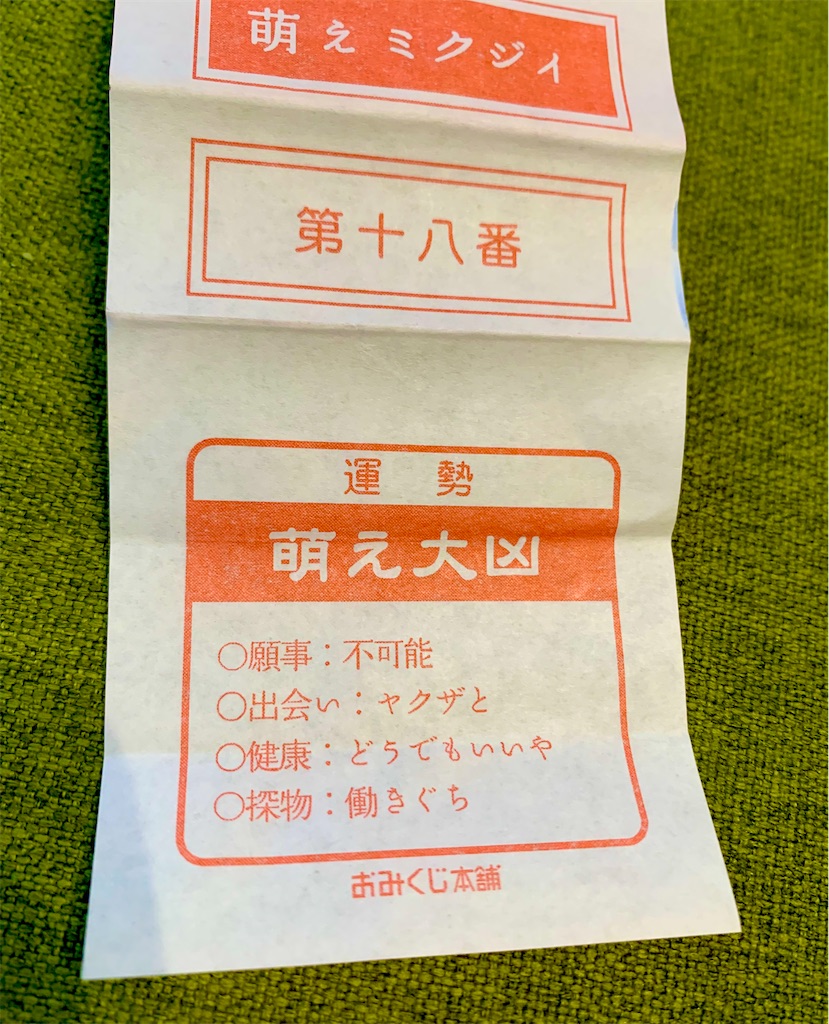 萌えミクジイ
第十八番
運勢
萌え大凶
○願事：不可能
○出会い：ヤクザと
○健康：どうでもいいや
○探物：働きぐち
おみくじ本舗